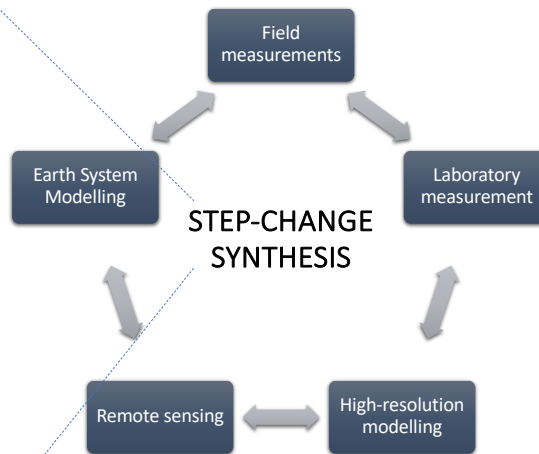 Field
measurements
Earth System
Modelling
Laboratory
measurement
STEP-CHANGE
SYNTHESIS
Remote sensing
High-resolution
modelling